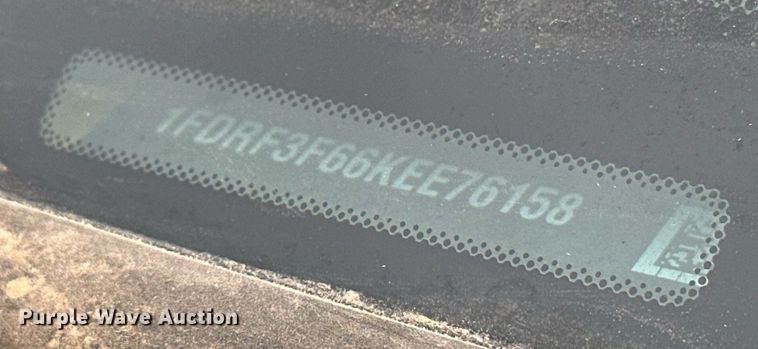 1FDRF3F66KEE76158
Purple Wave Auction